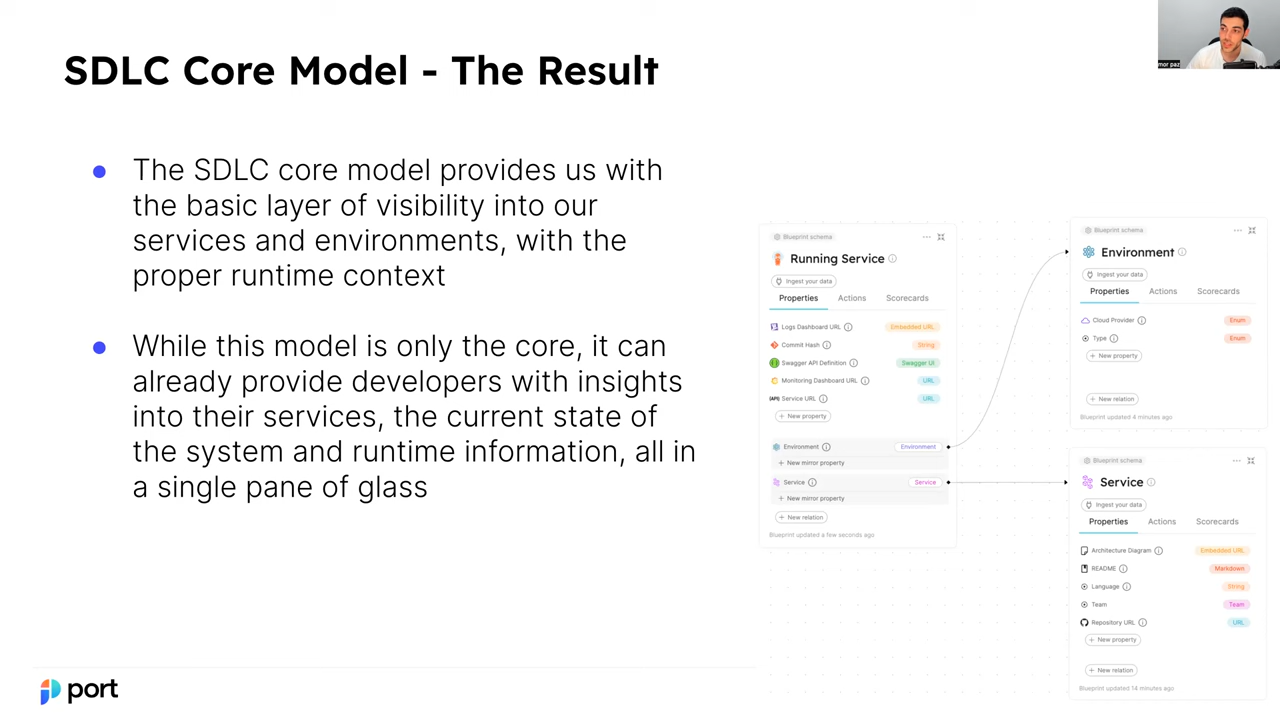 mor paz
SDLC Core Model - The Result
The SDLC core model provides us with
the basic layer of visibility into our
services and environments, with the
proper runtime context
While this model is only the core, it can
already provide developers with insights
into their services, the current state of
the system and runtime information, all in
a single pane of glass
Blueprint schema
Running Service
Ingest your data
Properties Actions Scorecards
Logs Dashboard URL Embedded URL
Commit Hash String
Swagger API Definition Swagger UI
Monitoring Dashboard URL URL
{API} Service URL URL
+ New property
Environment Environment
+ New mirror property
Service Service
+ New mirror property
+ New relation
Blueprint updated a few seconds ago
Blueprint schema
Environment
Ingest your data
Properties Actions Scorecards
Cloud Provider Enum
Type Enum
+ New property
+ New relation
Blueprint updated 4 minutes ago
Blueprint schema
Service
Ingest your data
Properties Actions Scorecards
Architecture Diagram Embedded URL
README Markdown
Language String
Team Team
Repository URL URL
+ New property
+ New relation
Blueprint updated 14 minutes ago
port